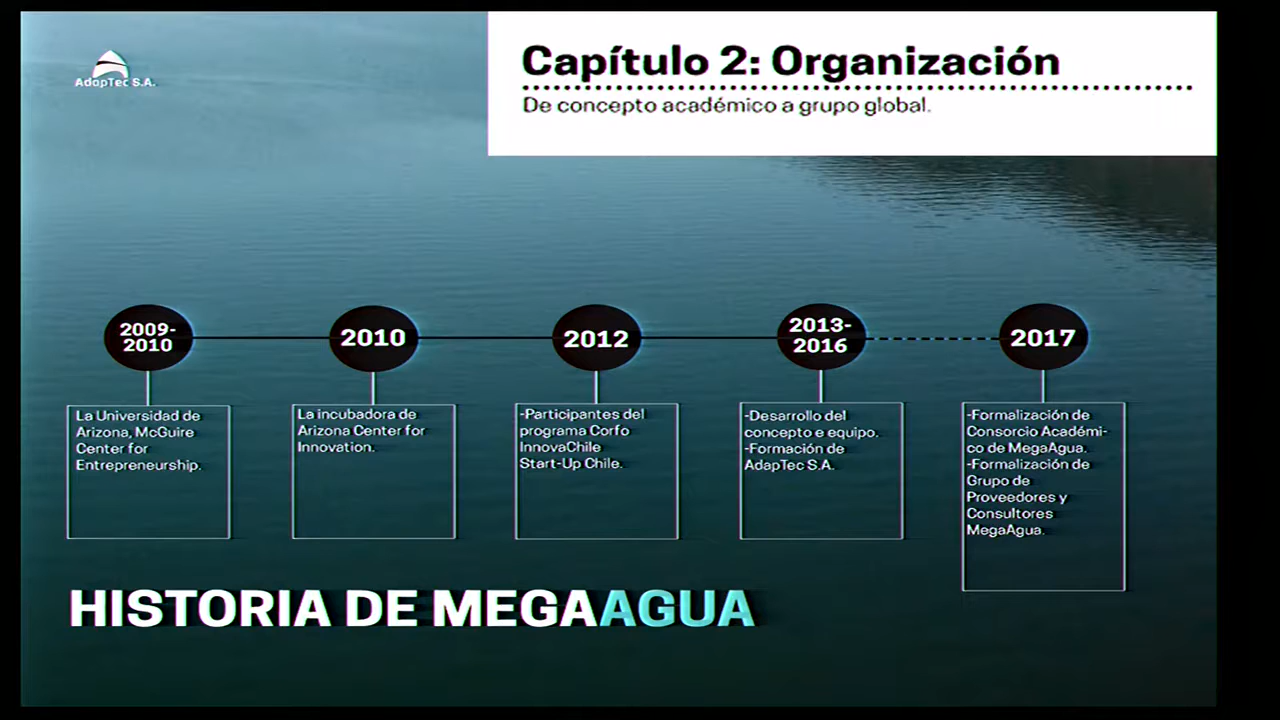 AdapTec S.A.
Capítulo 2: Organización
De concepto académico a grupo global.
2009-
2010
La Universidad de
Arizona, McGuire
Center for
Entrepreneurship.
2010
La incubadora de
Arizona Center for
Innovation.
2012
-Participantes del
programa Corfo
InnovaChile
Start-Up Chile.
2013-
2016
-Desarrollo del
concepto e equipo.
-Formación de
AdapTec S.A.
2017
-Formalización de
Consorcio Académi-
co de MegaAgua.
-Formalización de
Grupo de
Proveedores y
Consultores
MegaAgua.
HISTORIA DE MEGAAGUA